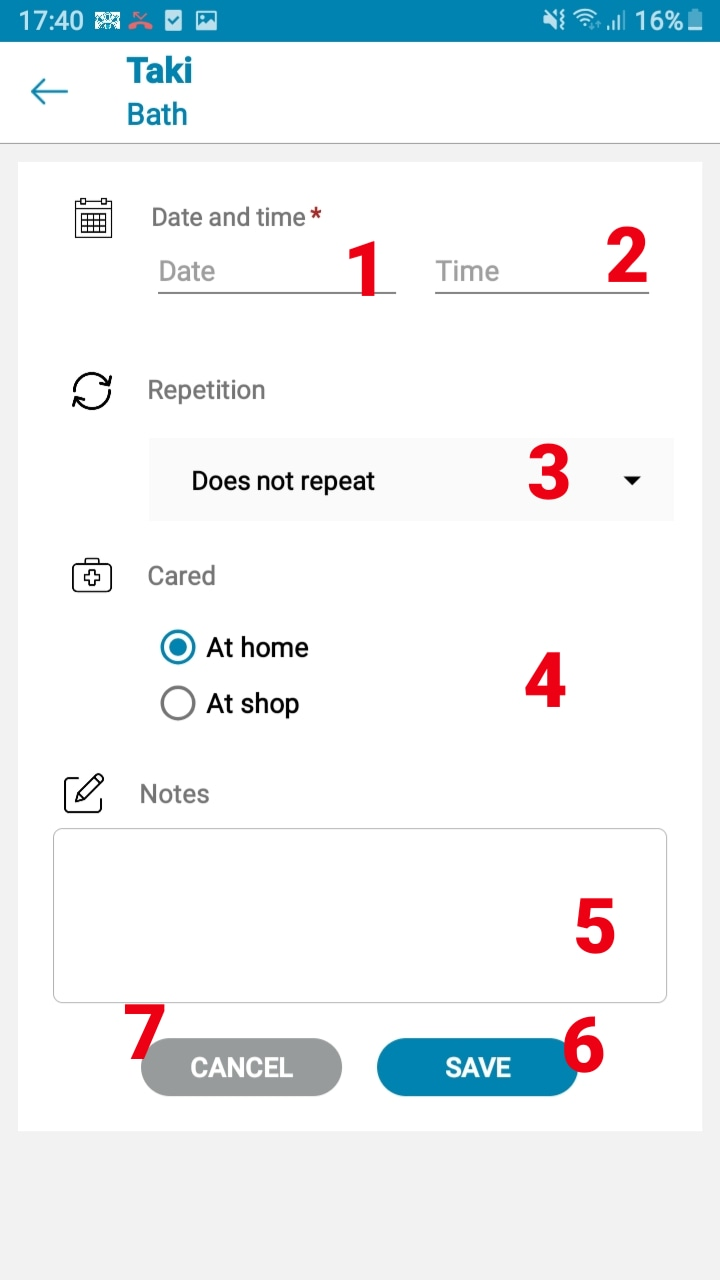 17:40 16%
Taki
Bath
Date and time *
Date 1 Time 2
Repetition
Does not repeat 3
Cared
At home
At shop
4
Notes
5
7 6
CANCEL SAVE